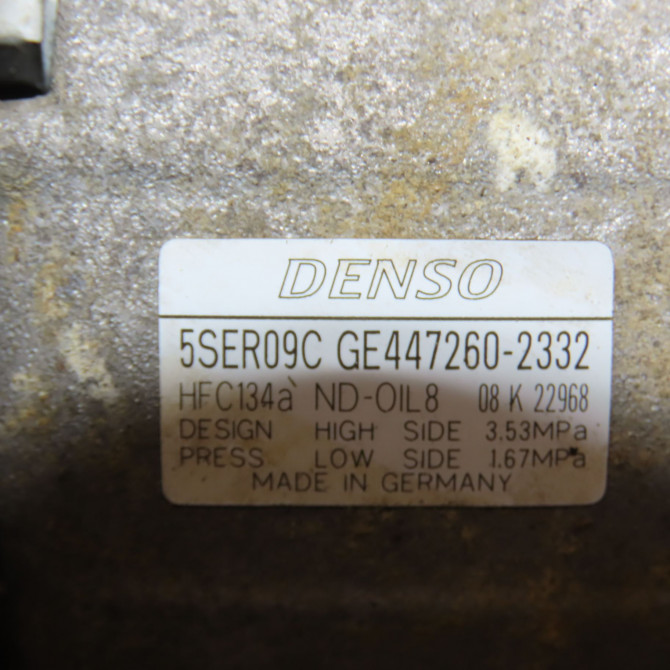 DENSO
5SER09C GE447260-2332
HFC134a ND-OIL8 08 K 22968
DESIGN HIGH SIDE 3.53MPa
PRESS LOW SIDE 1.67MPa
MADE IN GERMANY